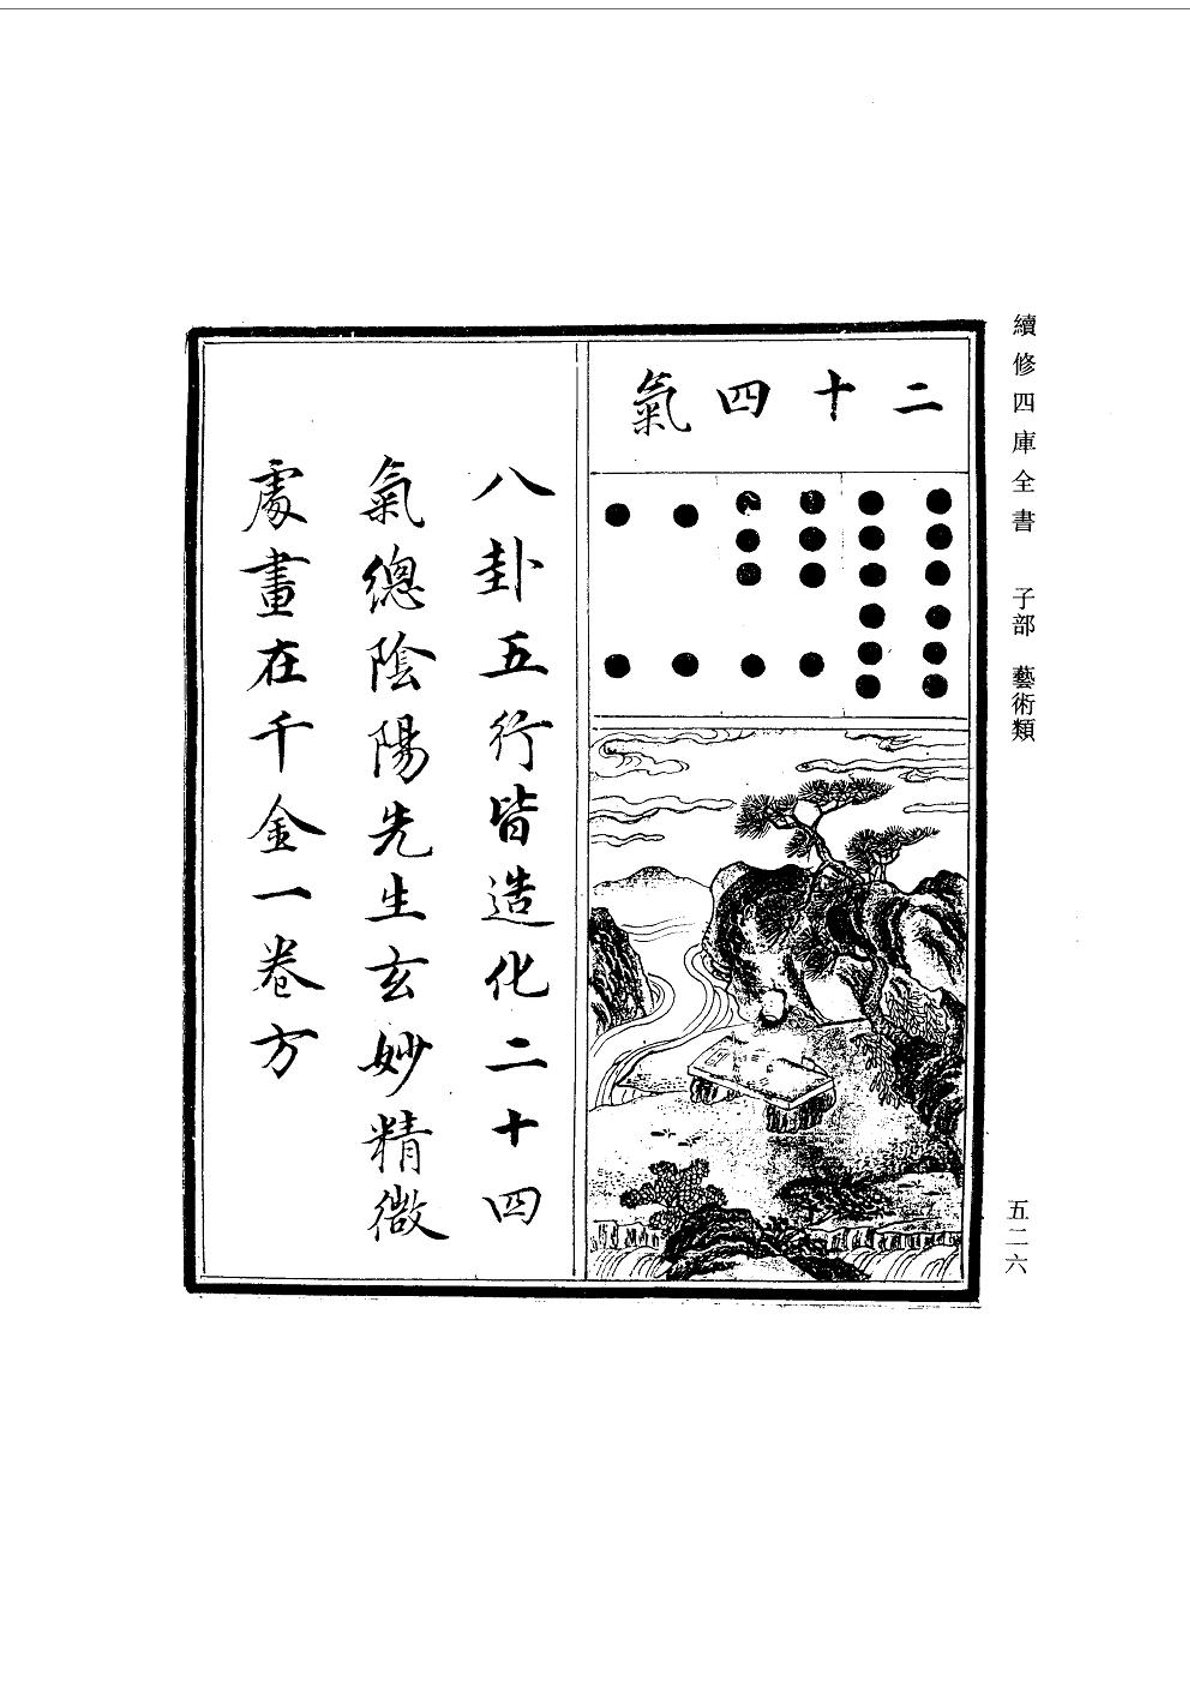 續修四庫全書 子部 藝術類
五二六
二十四氣
八卦五行皆造化二十四
氣總陰陽先生玄妙精微
處畫在千金一卷方